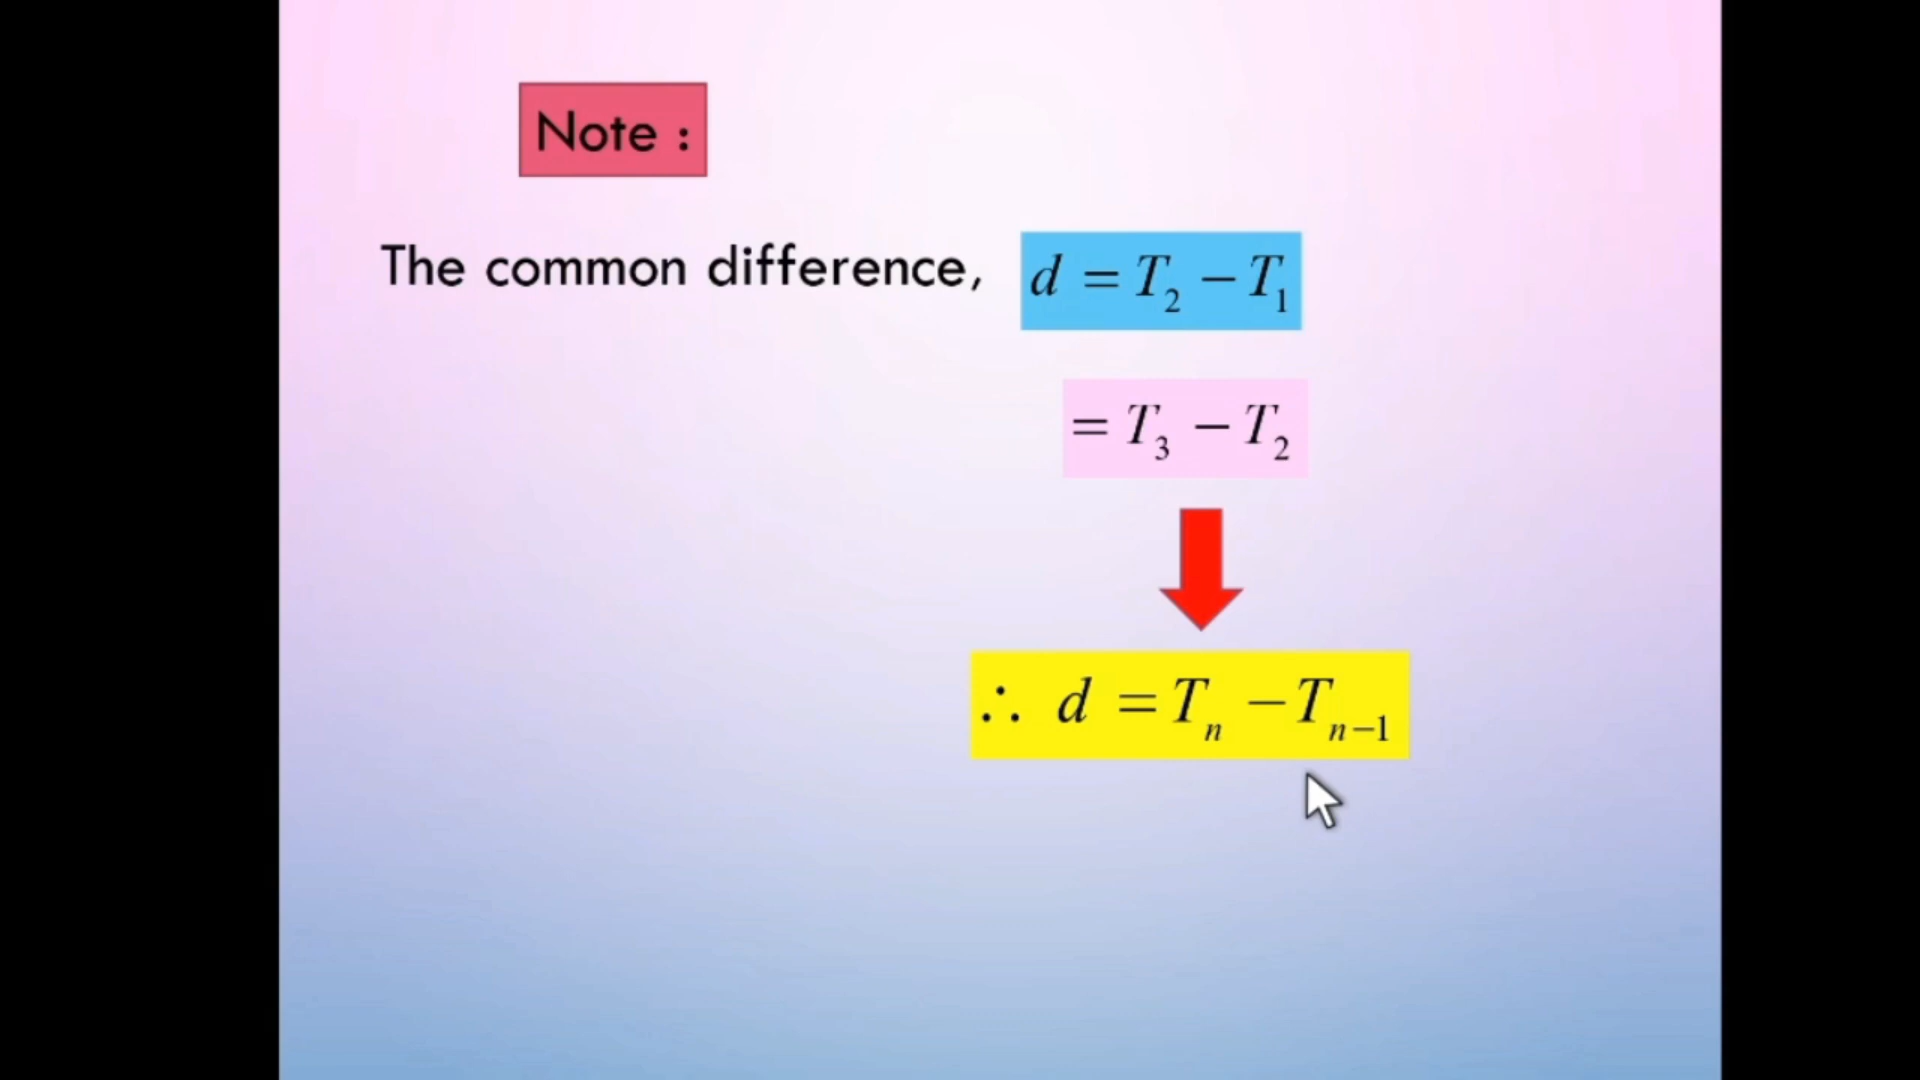 Note :
The common difference, d = T₂ − T₁
= T₃ − T₂
∴ d = Tₙ − Tₙ₋₁